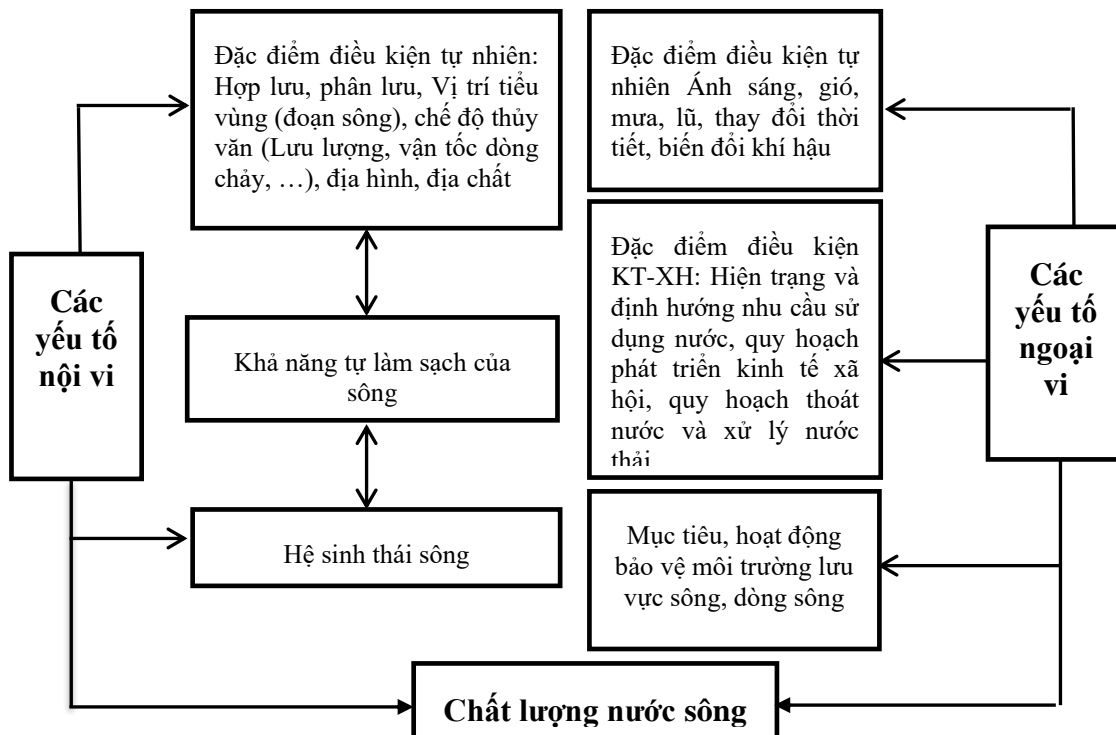 Đặc điểm điều kiện tự nhiên:
Hợp lưu, phân lưu, Vị trí tiểu
vùng (đoạn sông), chế độ thủy
văn (Lưu lượng, vận tốc dòng
chảy, …), địa hình, địa chất
Đặc điểm điều kiện tự
nhiên Ánh sáng, gió,
mưa, lũ, thay đổi thời
tiết, biến đổi khí hậu
Các
yếu tố
nội vi
Khả năng tự làm sạch của
sông
Đặc điểm điều kiện
KT-XH: Hiện trạng và
định hướng nhu cầu sử
dụng nước, quy hoạch
phát triển kinh tế xã
hội, quy hoạch thoát
nước và xử lý nước
thải
Các
yếu tố
ngoại
vi
Hệ sinh thái sông
Mục tiêu, hoạt động
bảo vệ môi trường lưu
vực sông, dòng sông
Chất lượng nước sông